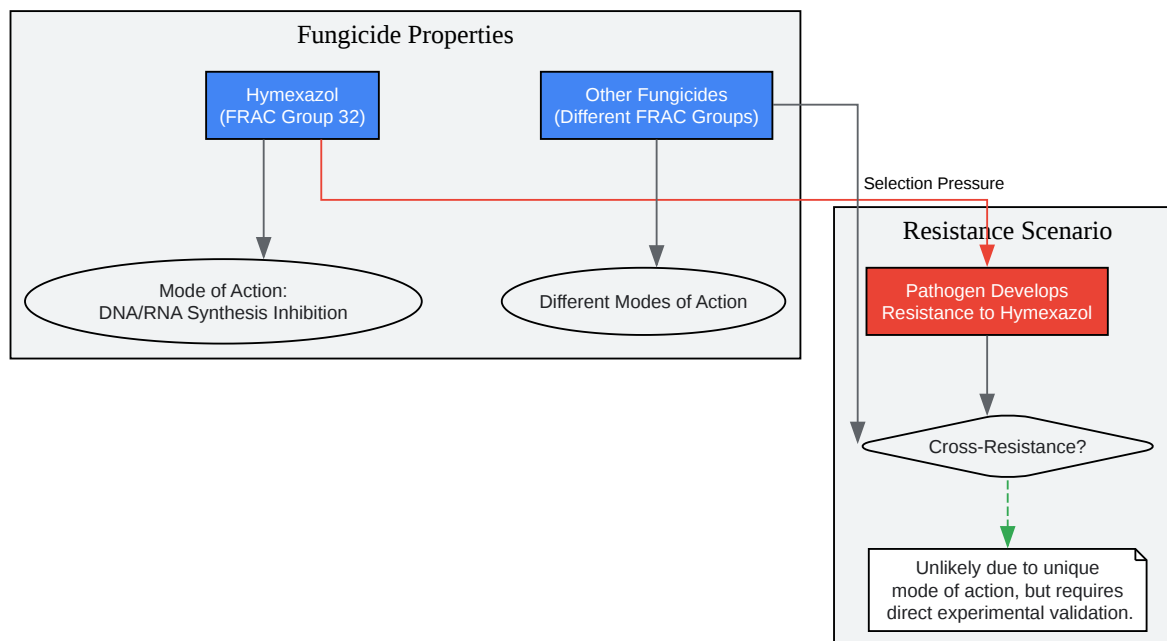 Fungicide Properties
Hymexazol
(FRAC Group 32)
Other Fungicides
(Different FRAC Groups)
Mode of Action:
DNA/RNA Synthesis Inhibition
Different Modes of Action
Selection Pressure
Resistance Scenario
Pathogen Develops
Resistance to Hymexazol
Cross-Resistance?
Unlikely due to unique
mode of action, but requires
direct experimental validation.